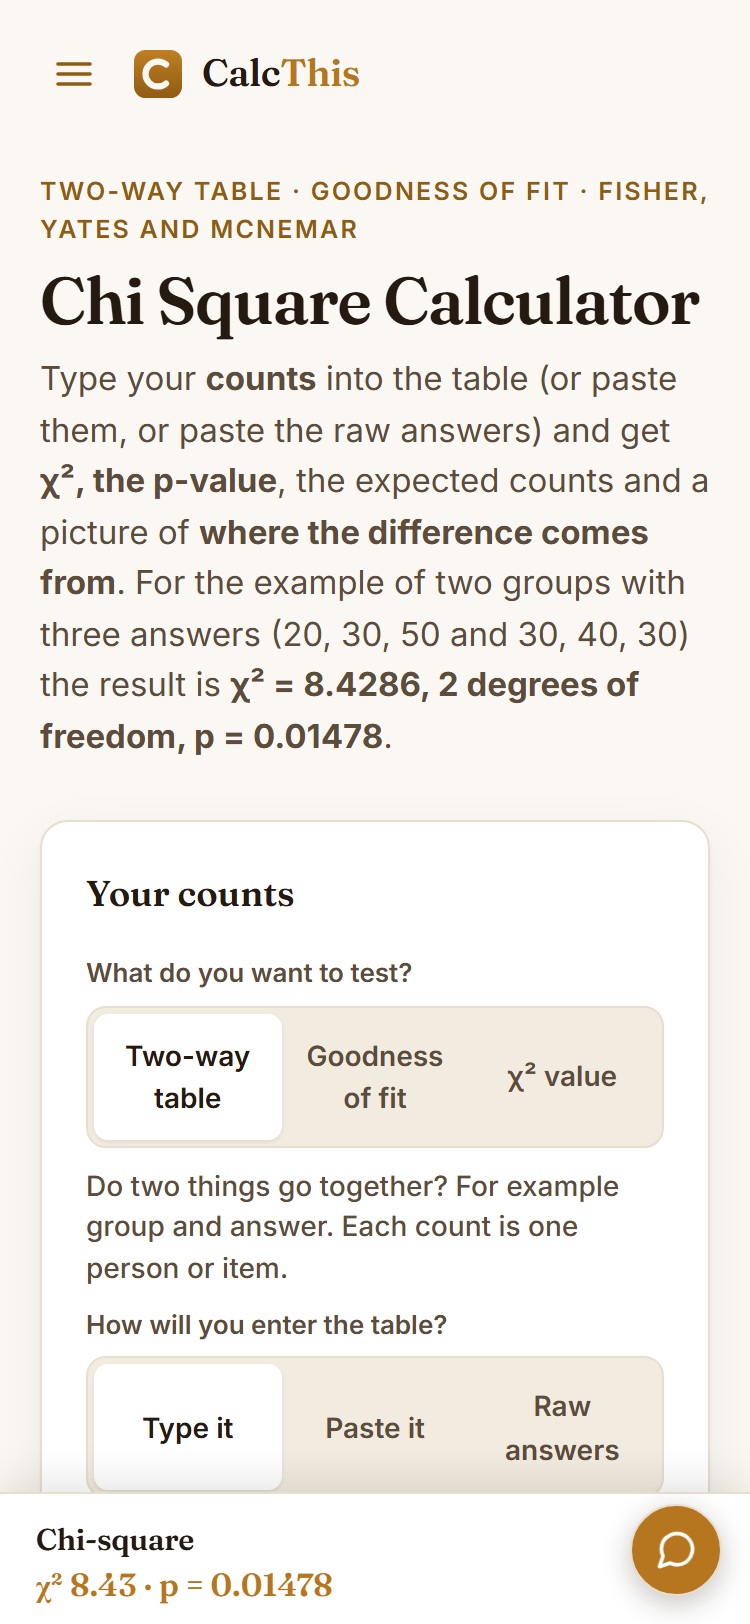 C CalcThis
TWO-WAY TABLE · GOODNESS OF FIT · FISHER,
YATES AND MCNEMAR
Chi Square Calculator
Type your counts into the table (or paste
them, or paste the raw answers) and get
χ², the p-value, the expected counts and a
picture of where the difference comes
from. For the example of two groups with
three answers (20, 30, 50 and 30, 40, 30)
the result is χ² = 8.4286, 2 degrees of
freedom, p = 0.01478.
Your counts
What do you want to test?
Two-way
table
Goodness
of fit
χ² value
Do two things go together? For example
group and answer. Each count is one
person or item.
How will you enter the table?
Type it
Paste it
Raw
answers
Chi-square
χ² 8.43 · p = 0.01478